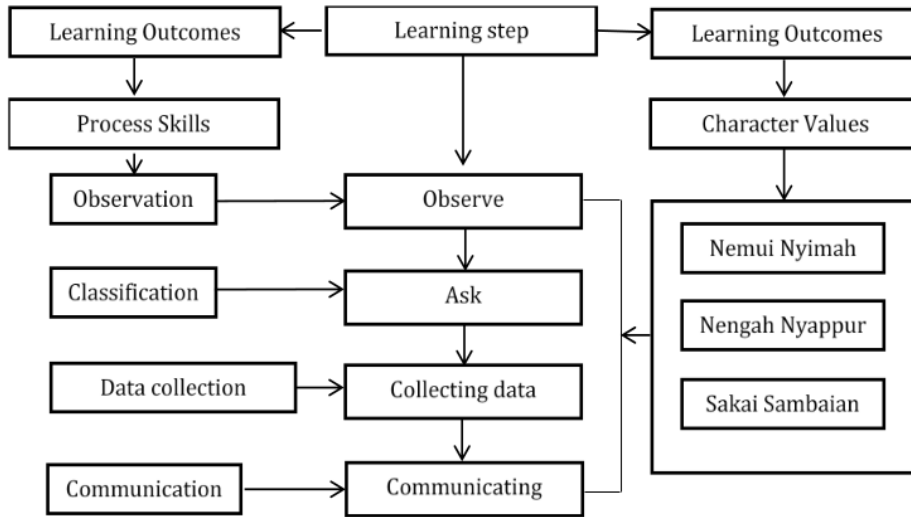 Learning Outcomes
Learning step
Learning Outcomes
Process Skills
Character Values
Observation
Observe
Nemui Nyimah
Classification
Ask
Nengah Nyappur
Data collection
Collecting data
Sakai Sambaian
Communication
Communicating